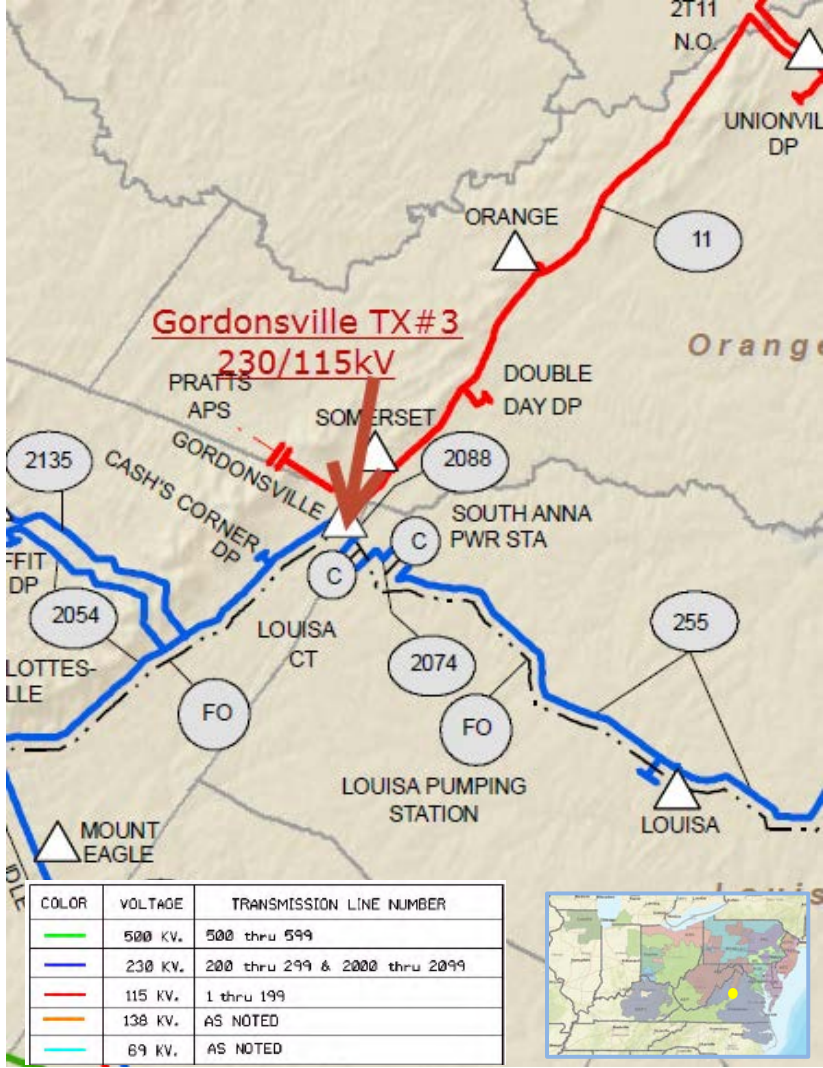 2T11
N.O.
UNIONVIL
DP
ORANGE
11
Gordonsville TX#3
230/115kV
Orange
PRATTS
APS
DOUBLE
DAY DP
SOMERSET
GORDONSVILLE
2135
CASH'S CORNER
DP
2088
SOUTH ANNA
PWR STA
C
C
FFIT
DP
2054
LOUISA
CT
255
2074
LOTTES-
LLE
FO
FO
LOUISA PUMPING
STATION
LOUISA
MOUNT
EAGLE
IDLE
Louis
COLOR VOLTAGE TRANSMISSION LINE NUMBER
500 KV. 500 thru 599
230 KV. 200 thru 299 & 2000 thru 2099
115 KV. 1 thru 199
138 KV. AS NOTED
69 KV. AS NOTED